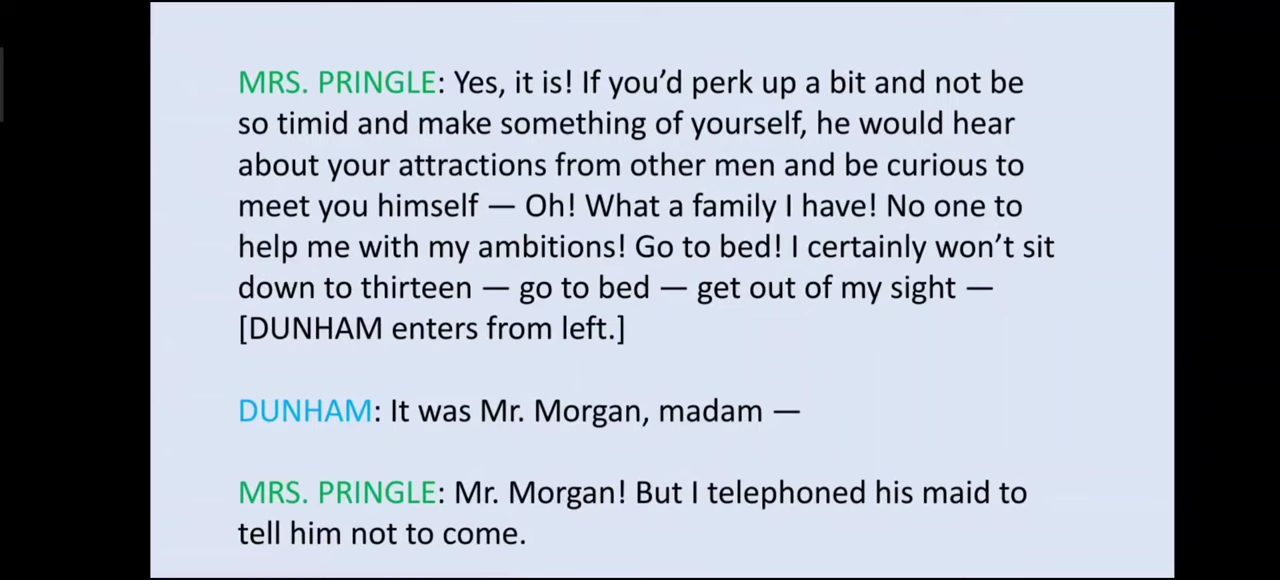 MRS. PRINGLE: Yes, it is! If you’d perk up a bit and not be
so timid and make something of yourself, he would hear
about your attractions from other men and be curious to
meet you himself — Oh! What a family I have! No one to
help me with my ambitions! Go to bed! I certainly won’t sit
down to thirteen — go to bed — get out of my sight —
[DUNHAM enters from left.]
DUNHAM: It was Mr. Morgan, madam —
MRS. PRINGLE: Mr. Morgan! But I telephoned his maid to
tell him not to come.